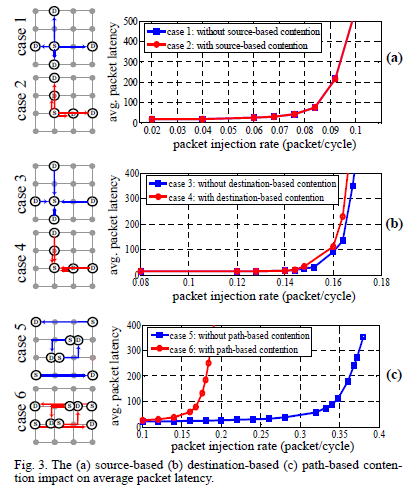 case 1
D
D S D
D
case 2
D
D
S D D
avg. packet latency
500
400
300
200
100
0
case 1: without source-based contention
case 2: with source-based contention
0.02 0.03 0.04 0.05 0.06 0.07 0.08 0.09 0.1
packet injection rate (packet/cycle)
(a)
case 3
case 4
avg. packet latency
400
300
200
100
0
case 3: without destination-based contention
case 4: with destination-based contention
0.08 0.1 0.12 0.14 0.16 0.18
packet injection rate (packet/cycle)
(b)
case 5
D S
S D
D S
S D
case 6
avg. packet latency
400
300
200
100
0
case 5: without path-based contention
case 6: with path-based contention
0.1 0.15 0.2 0.25 0.3 0.35 0.4
packet injection rate (packet/cycle)
(c)
Fig. 3. The (a) source-based (b) destination-based (c) path-based conten-
tion impact on average packet latency.